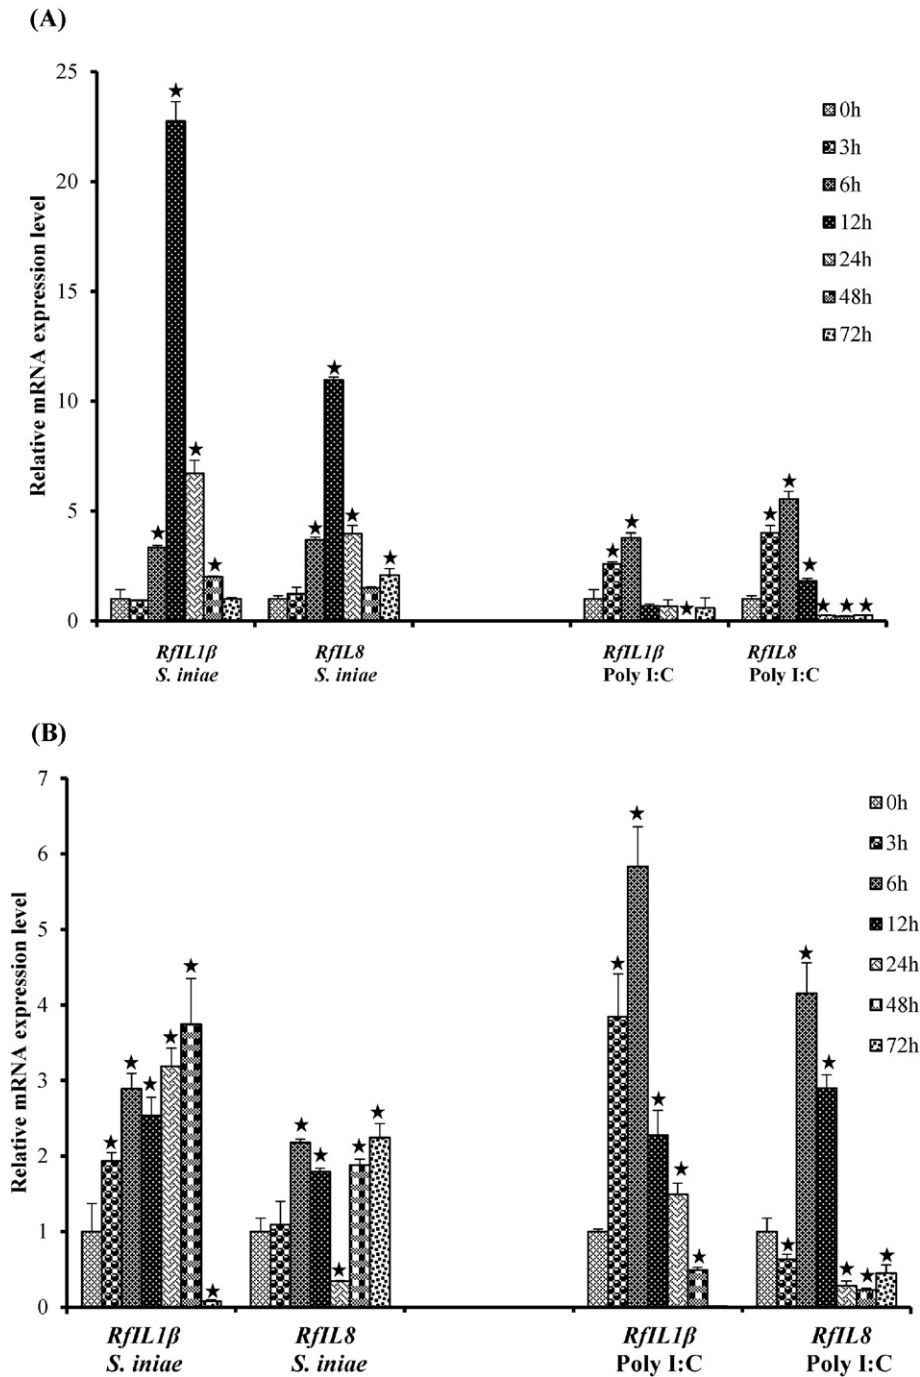 (A)
Relative mRNA expression level
25
20
15
10
5
0
0h
3h
6h
12h
24h
48h
72h
RfIL1β
S. iniae
RfIL8
S. iniae
RfIL1β
Poly I:C
RfIL8
Poly I:C
(B)
Relative mRNA expression level
7
6
5
4
3
2
1
0
0h
3h
6h
12h
24h
48h
72h
RfIL1β
S. iniae
RfIL8
S. iniae
RfIL1β
Poly I:C
RfIL8
Poly I:C